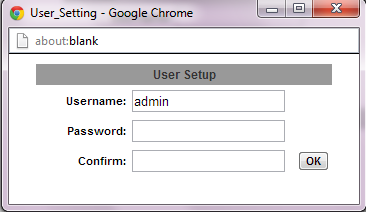 User_Setting - Google Chrome
about:blank
User Setup
Username: admin
Password:
Confirm: OK